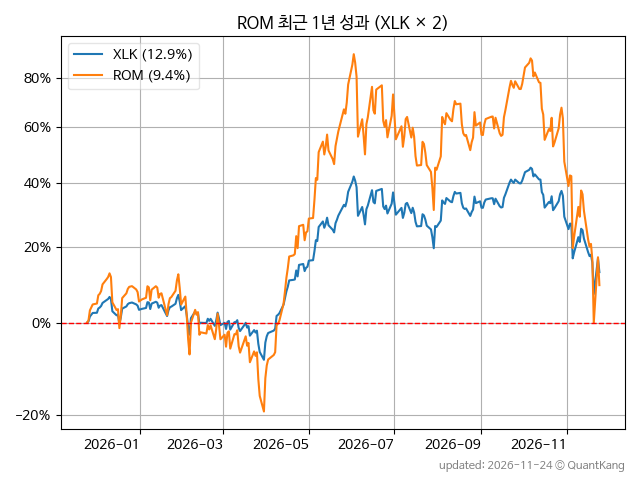 ROM 최근 1년 성과 (XLK × 2)
XLK (12.9%)
ROM (9.4%)
80%
60%
40%
20%
0%
−20%
2026-01 2026-03 2026-05 2026-07 2026-09 2026-11
updated: 2026-11-24 © QuantKang